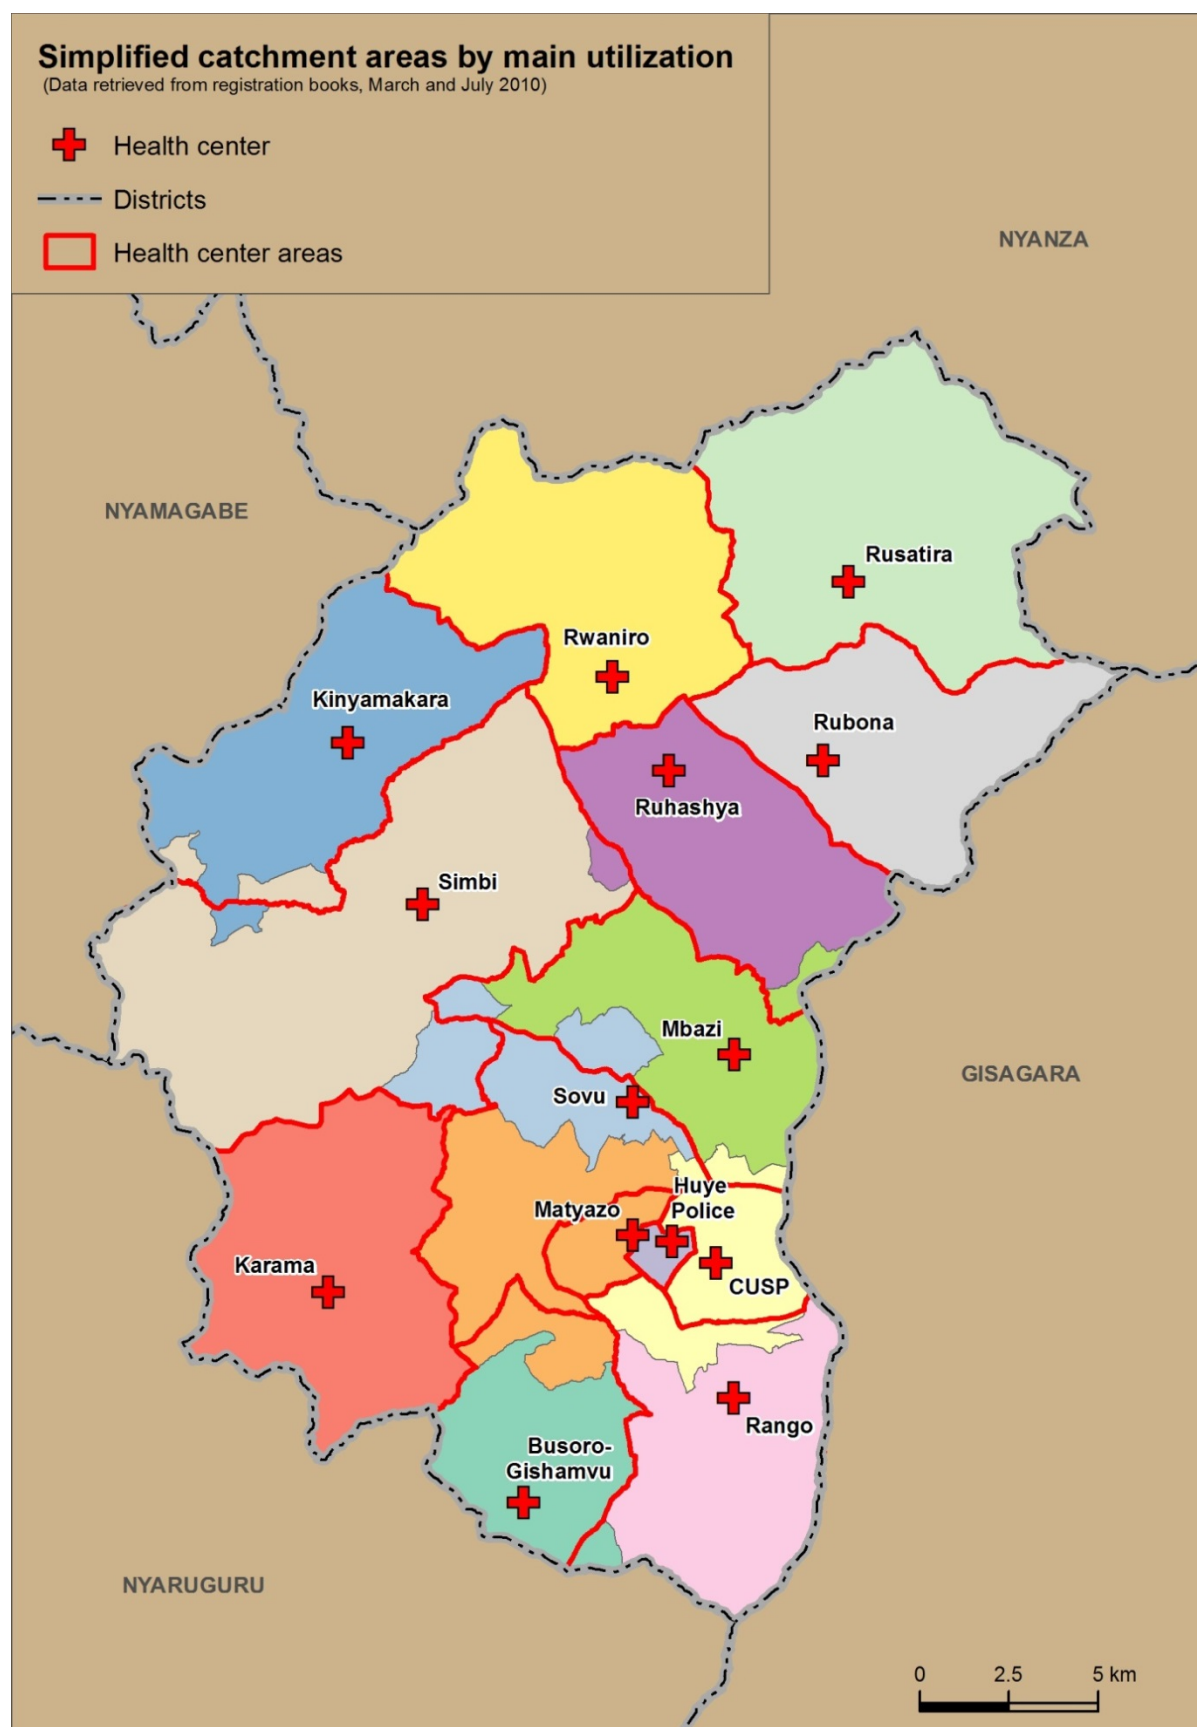 Simplified catchment areas by main utilization
(Data retrieved from registration books, March and July 2010)
Health center
Districts
Health center areas
NYANZA
NYAMAGABE
Rusatira
Rwaniro
Kinyamakara
Rubona
Ruhashya
Simbi
Mbazi
GISAGARA
Sovu
Huye
Police
Matyazo
Karama
CUSP
Rango
Busoro-
Gishamvu
NYARUGURU
0 2.5 5 km